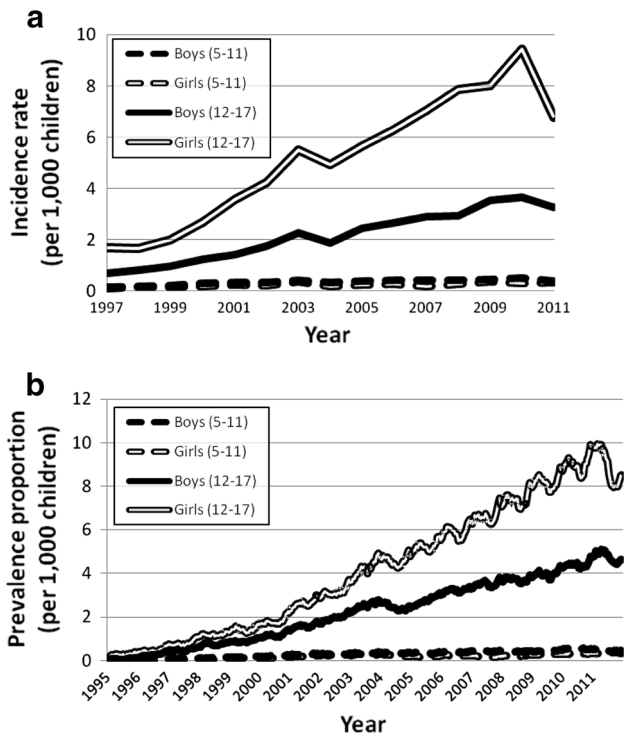 a
Incidence rate
(per 1,000 children)
10
8
6
4
2
0
Boys (5-11)
Girls (5-11)
Boys (12-17)
Girls (12-17)
1997 1999 2001 2003 2005 2007 2009 2011
Year
b
Prevalence proportion
(per 1,000 children)
12
10
8
6
4
2
0
Boys (5-11)
Girls (5-11)
Boys (12-17)
Girls (12-17)
1995 1996 1997 1998 1999 2000 2001 2002 2003 2004 2005 2006 2007 2008 2009 2010 2011
Year